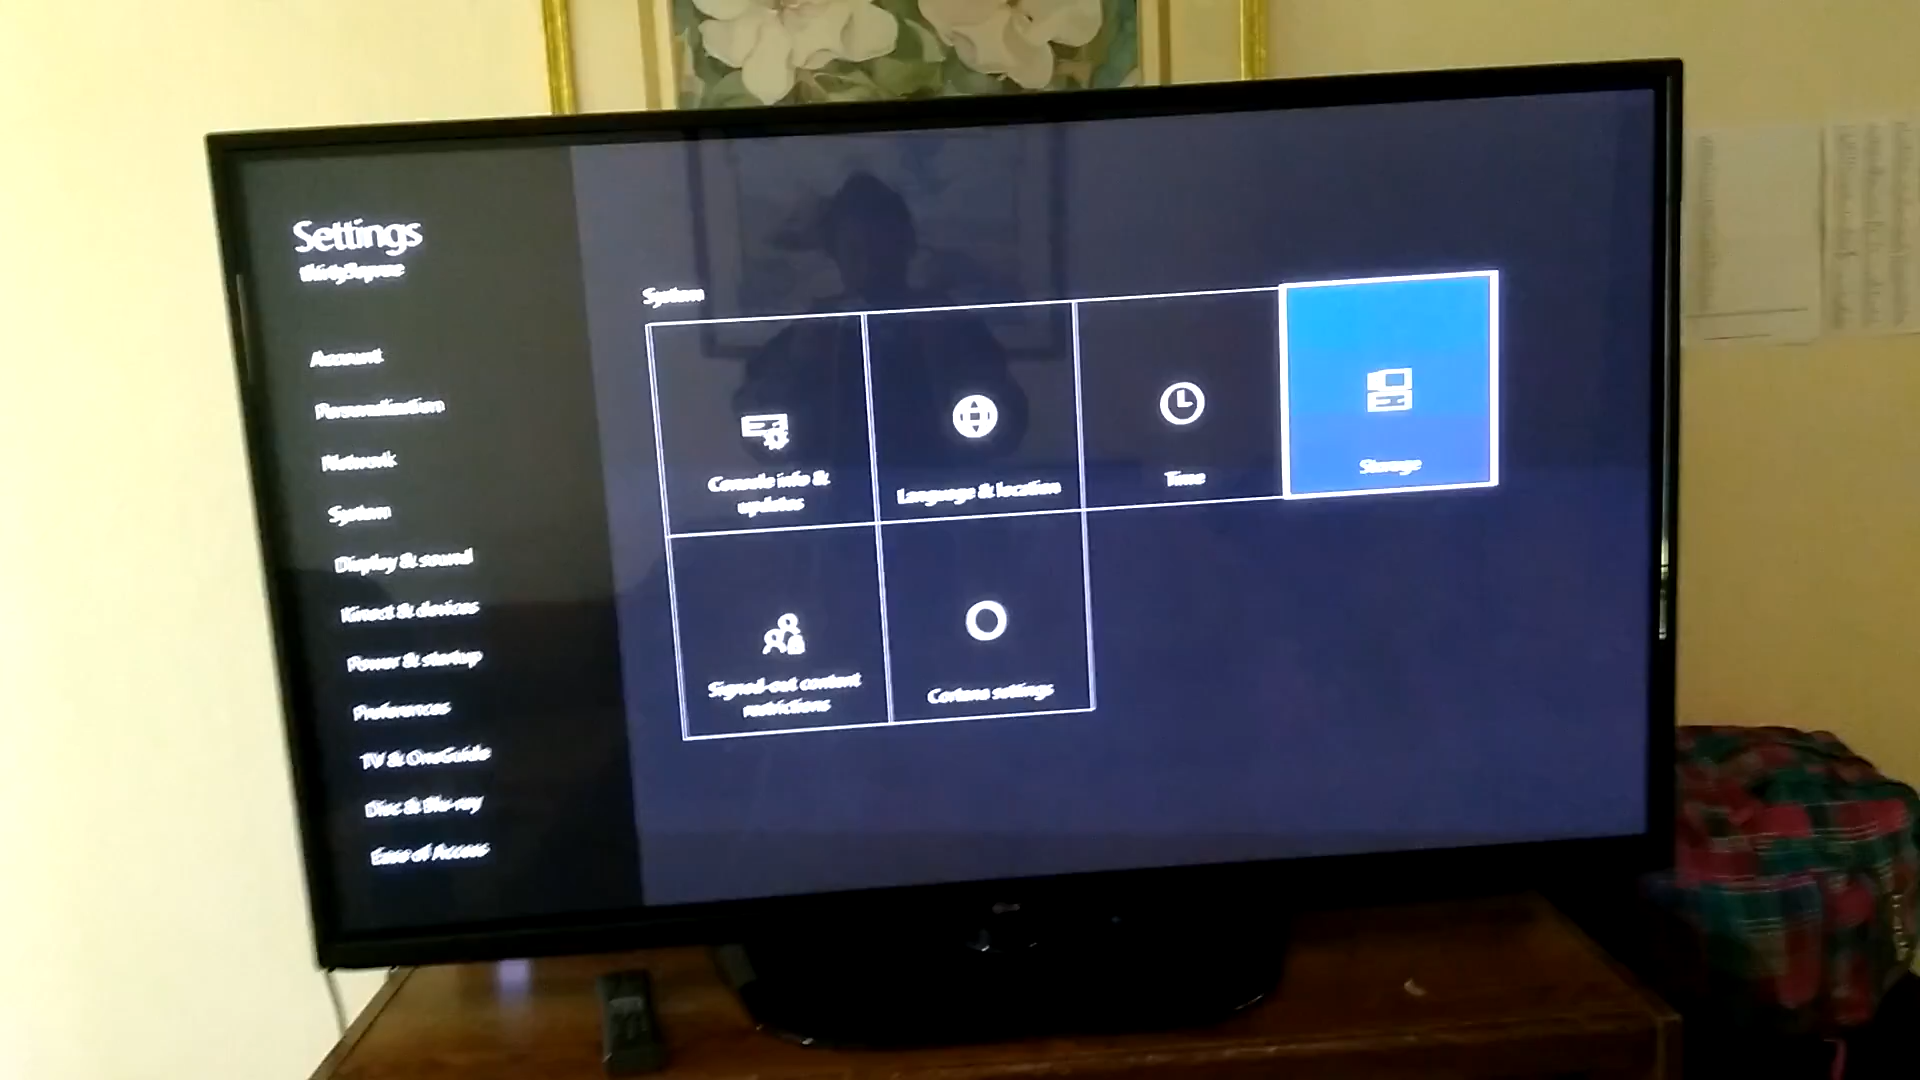 Settings
Account
Personalization
Network
System
Display & sound
Kinect & devices
Power & startup
Preferences
TV & OneGuide
Disc & Blu-ray
Ease of Access
System
Console info &
updates
Language & location
Time
Storage
Signed-out content
restrictions
Cortana settings